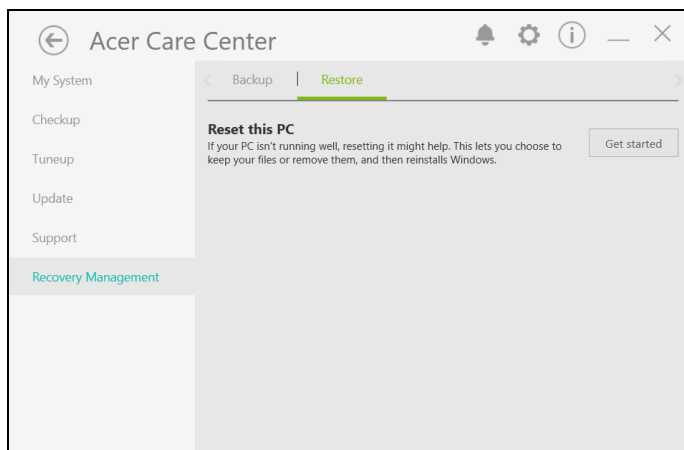 Acer Care Center
My System
Checkup
Tuneup
Update
Support
Recovery Management
Backup | Restore
Reset this PC
If your PC isn't running well, resetting it might help. This lets you choose to
keep your files or remove them, and then reinstalls Windows.
Get started